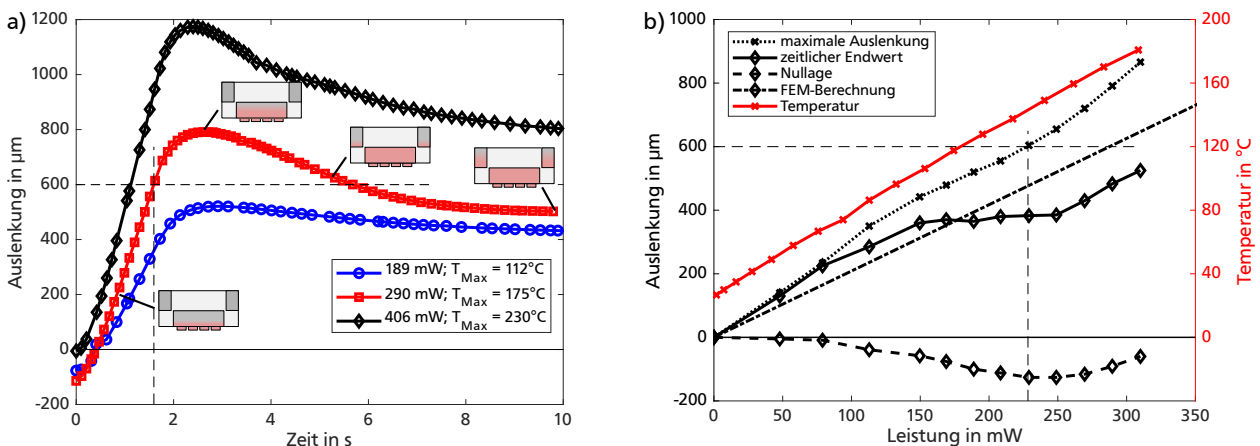 a)
1200
1000
800
600
400
200
0
-200
Auslenkung in µm
0
2
4
6
8
10
Zeit in s
189 mW; T Max = 112°C
290 mW; T Max = 175°C
406 mW; T Max = 230°C
b)
1000
800
600
400
200
0
-200
Auslenkung in µm
0
50
100
150
200
250
300
350
Leistung in mW
maximale Auslenkung
zeitlicher Endwert
Nullage
FEM-Berechnung
Temperatur
200
160
120
80
40
0
Temperatur in °C